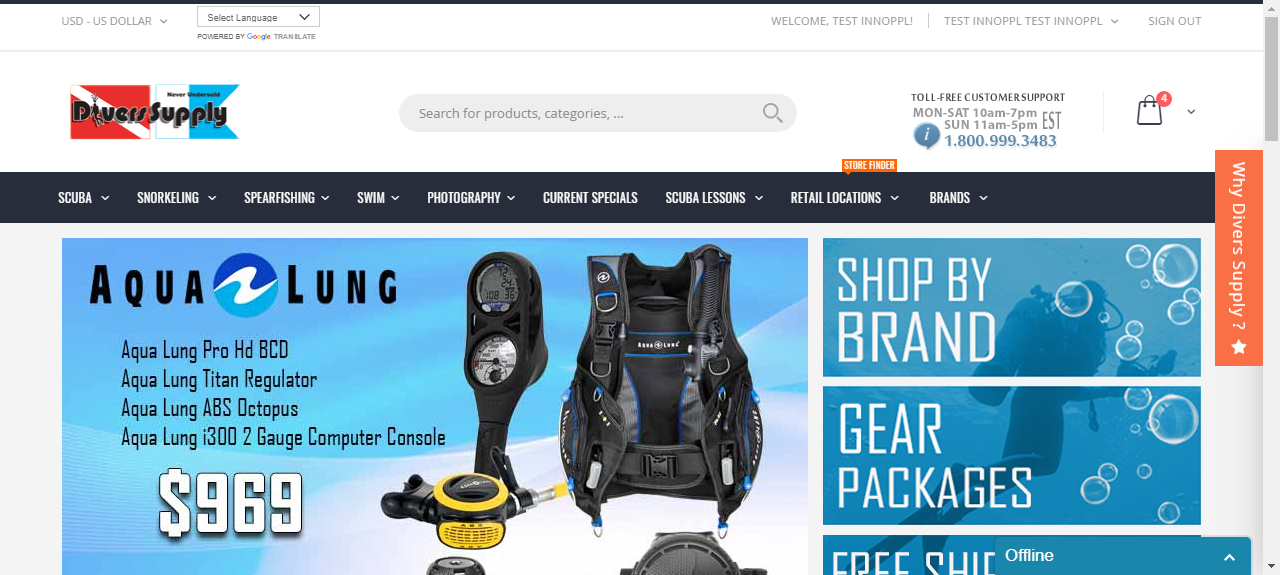 USD - US DOLLAR
Select Language
POWERED BY Google TRANSLATE
WELCOME, TEST INNOPPL!
TEST INNOPPL TEST INNOPPL
SIGN OUT
Never Undersold
Divers Supply
Search for products, categories, ...
TOLL-FREE CUSTOMER SUPPORT
MON-SAT 10am-7pm
SUN 11am-5pm EST
i 1.800.999.3483
4
STORE FINDER
SCUBA SNORKELING SPEARFISHING SWIM PHOTOGRAPHY CURRENT SPECIALS SCUBA LESSONS RETAIL LOCATIONS BRANDS
Why Divers Supply ?
AQUA LUNG
Aqua Lung Pro Hd BCD
Aqua Lung Titan Regulator
Aqua Lung ABS Octopus
Aqua Lung i300 2 Gauge Computer Console
$969
AQUA LUNG
SHOP BY
BRAND
GEAR
PACKAGES
FREE SHI
Offline